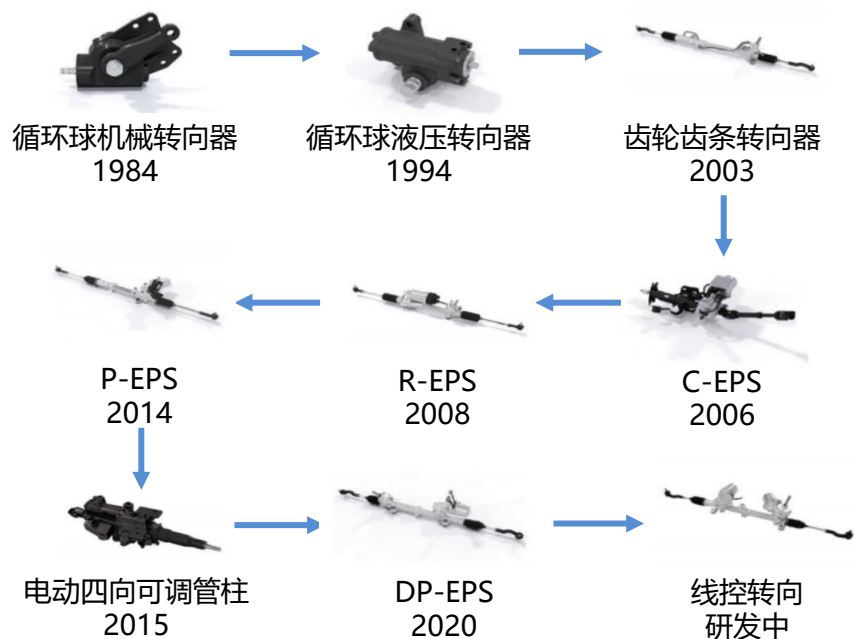 循环球机械转向器
1984
循环球液压转向器
1994
齿轮齿条转向器
2003
C-EPS
2006
R-EPS
2008
P-EPS
2014
电动四向可调管柱
2015
DP-EPS
2020
线控转向
研发中